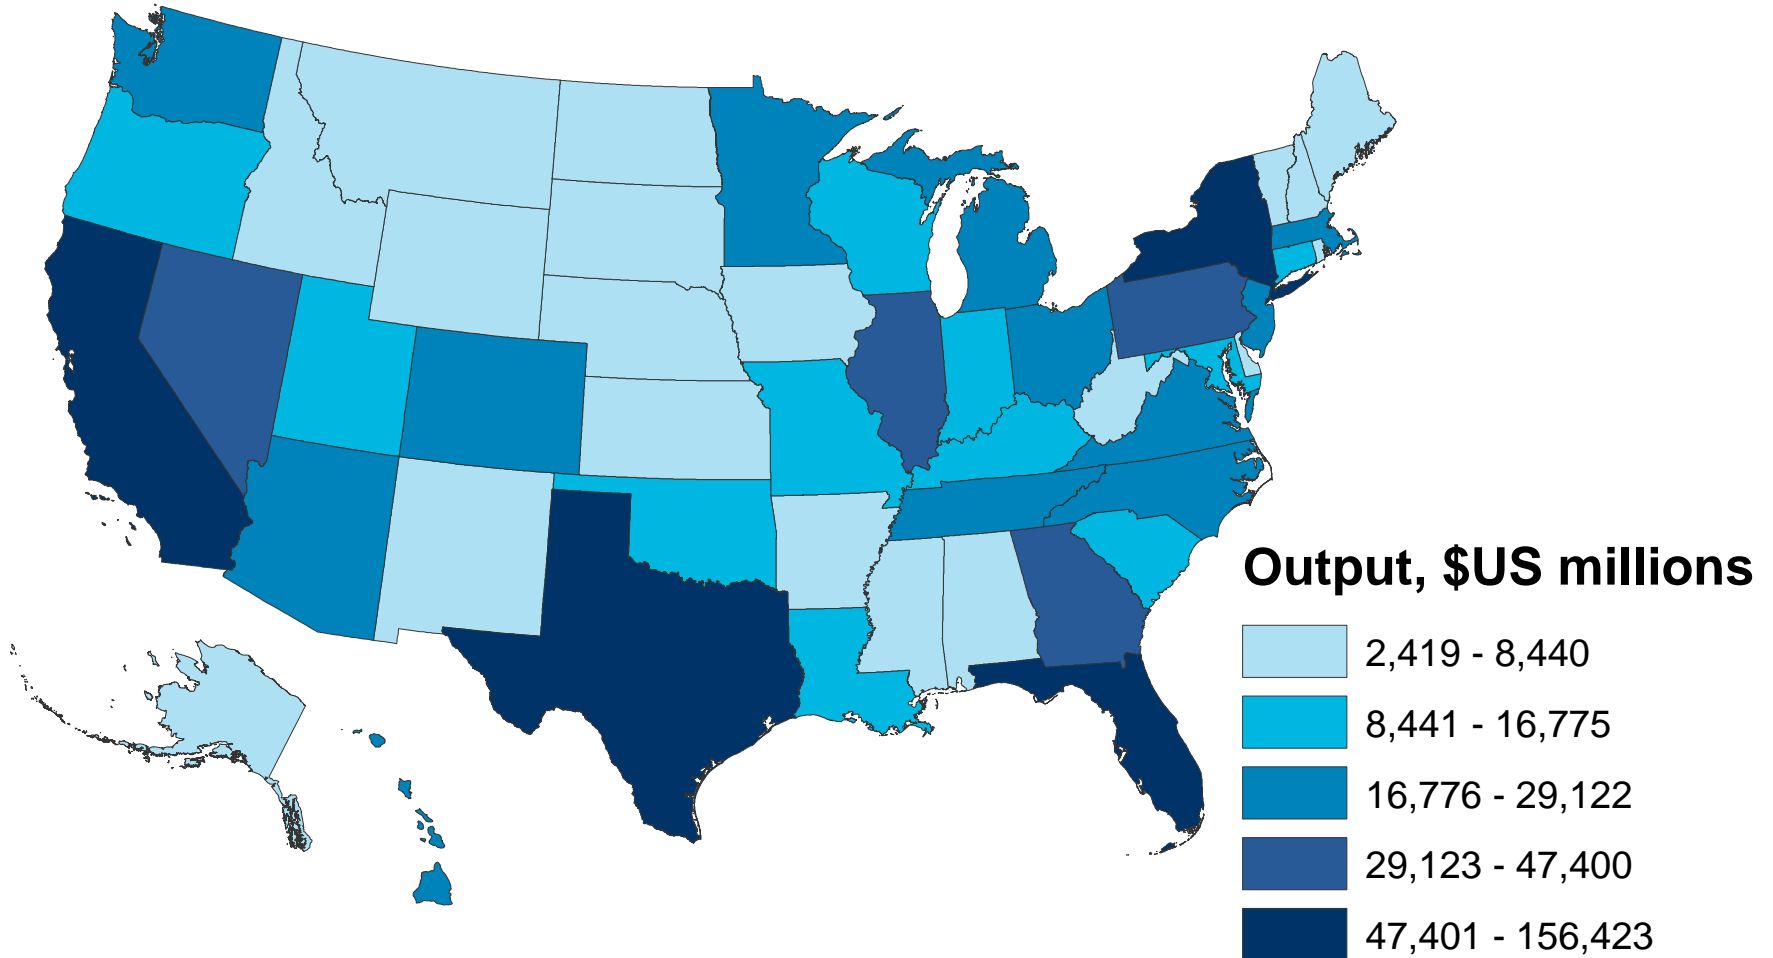 Output, $US millions
2,419 - 8,440
8,441 - 16,775
16,776 - 29,122
29,123 - 47,400
47,401 - 156,423